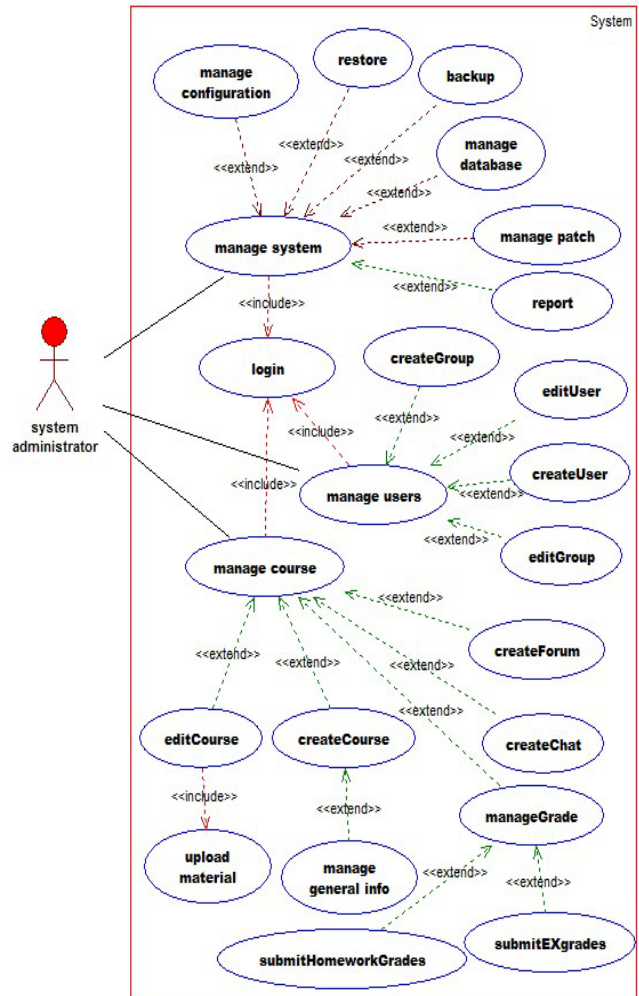 System
restore
manage
configuration
backup
manage
database
<<extend>>
<<extend>>
<<extend>>
<<extend>>
<<extend>>
manage system
manage patch
<<extend>>
report
<<include>>
createGroup
login
editUser
<<extend>>
<<extend>>
<<include>>
createUser
<<extend>>
manage users
<<include>>
<<extend>>
editGroup
system
administrator
manage course
<<extend>>
createForum
<<extend>>
<<extend>>
<<extend>>
<<extend>>
editCourse
createCourse
createChat
<<include>>
<<extend>>
manageGrade
upload
material
manage
general info
<<extend>>
<<extend>>
submitEXgrades
submitHomeworkGrades